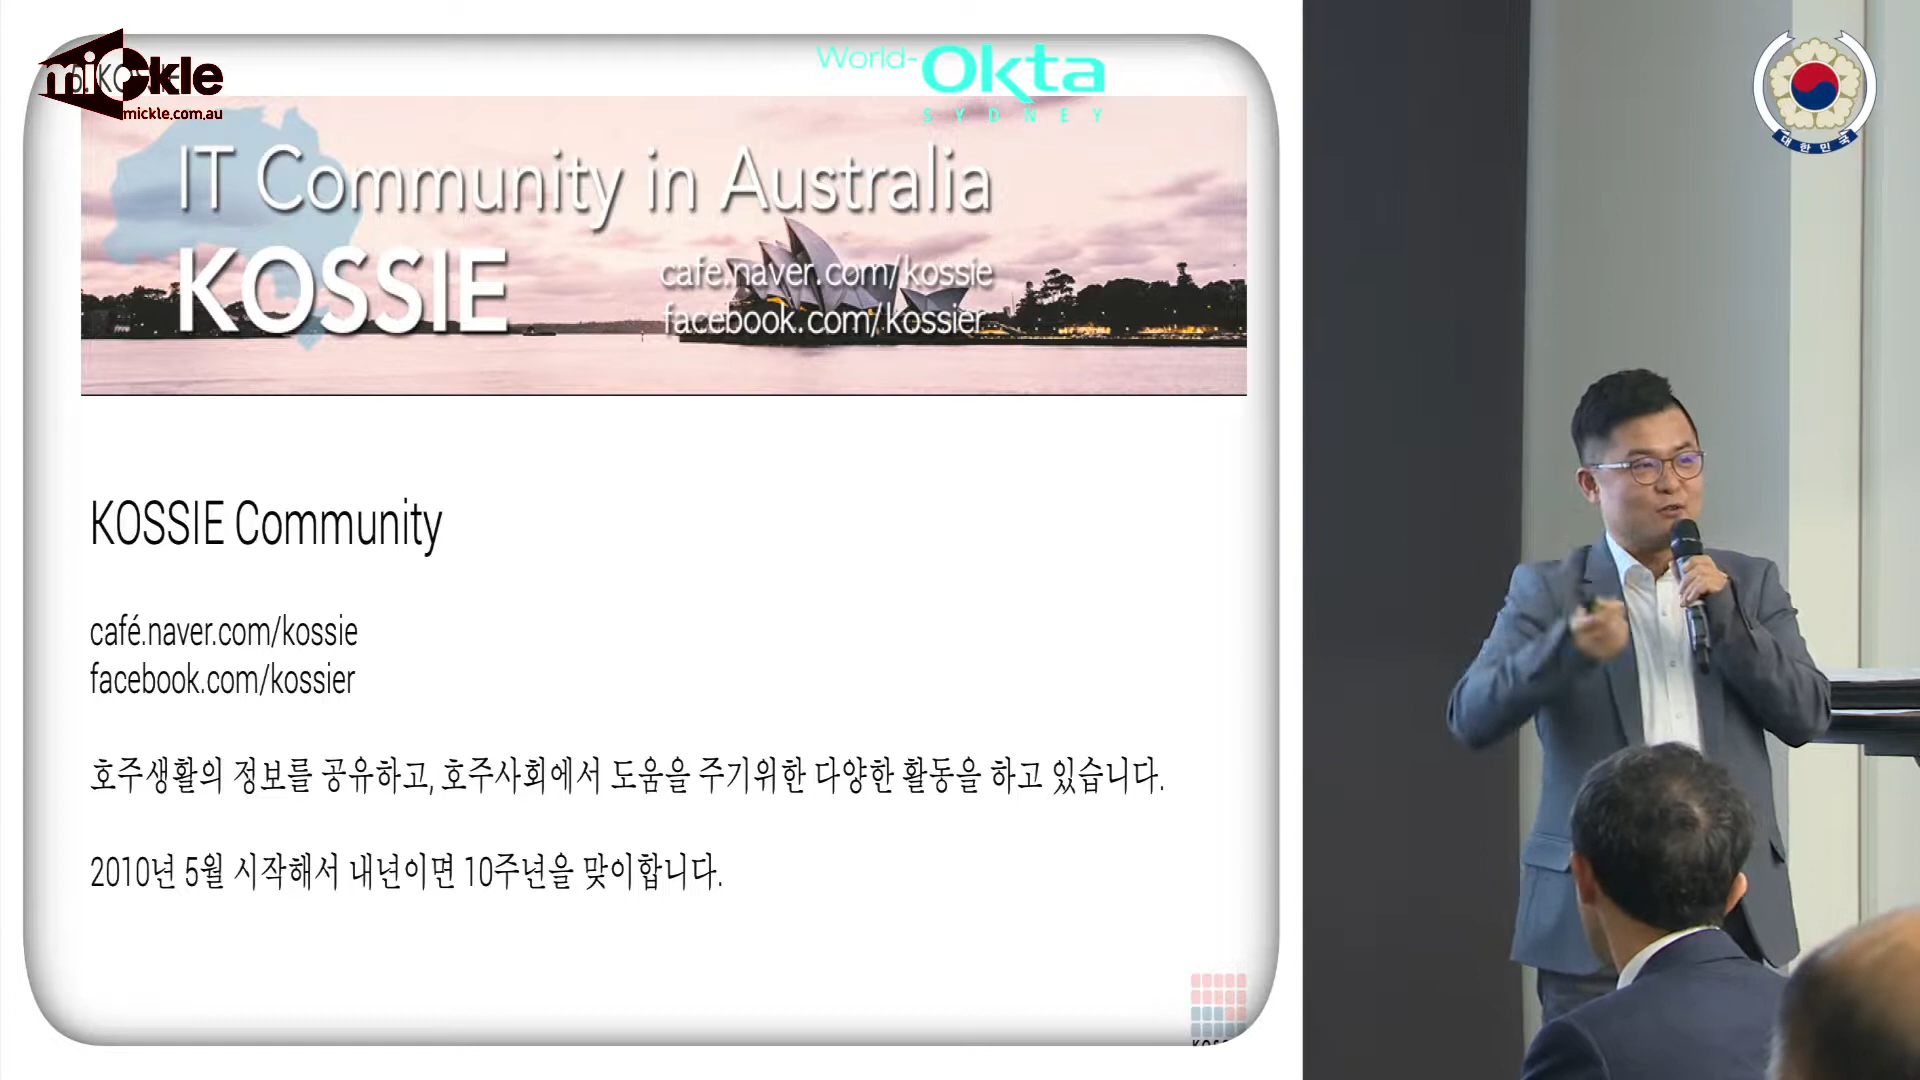 mickle
mickle.com.au
World-Okta
SYDNEY
대한민국
IT Community in Australia
KOSSIE
cafe.naver.com/kossie
facebook.com/kossier
KOSSIE Community
café.naver.com/kossie
facebook.com/kossier
호주생활의 정보를 공유하고, 호주사회에서 도움을 주기위한 다양한 활동을 하고 있습니다.
2010년 5월 시작해서 내년이면 10주년을 맞이합니다.